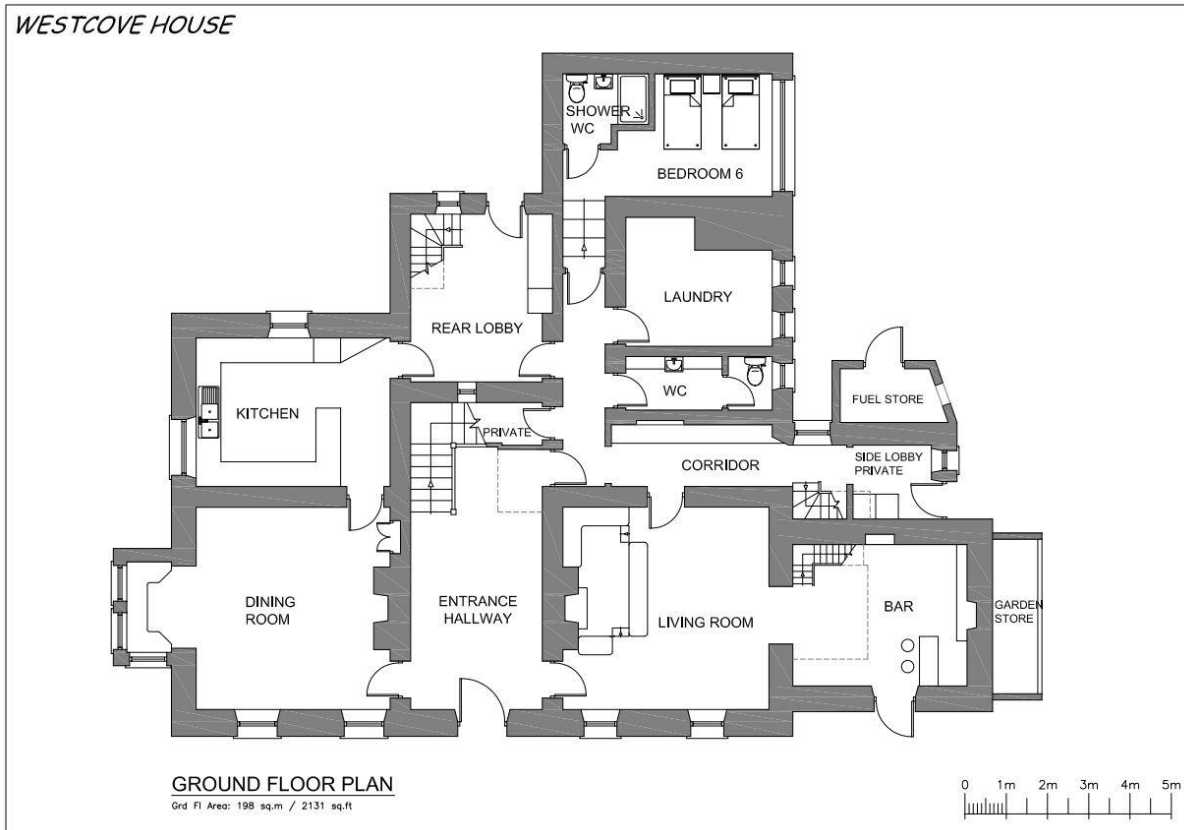 WESTCOVE HOUSE
SHOWER
WC
BEDROOM 6
LAUNDRY
REAR LOBBY
KITCHEN
WC
FUEL STORE
PRIVATE
CORRIDOR
SIDE LOBBY
PRIVATE
DINING
ROOM
ENTRANCE
HALLWAY
LIVING ROOM
BAR
GARDEN
STORE
GROUND FLOOR PLAN
Grd Fl Area: 198 sq.m / 2131 sq.ft
0 1m 2m 3m 4m 5m